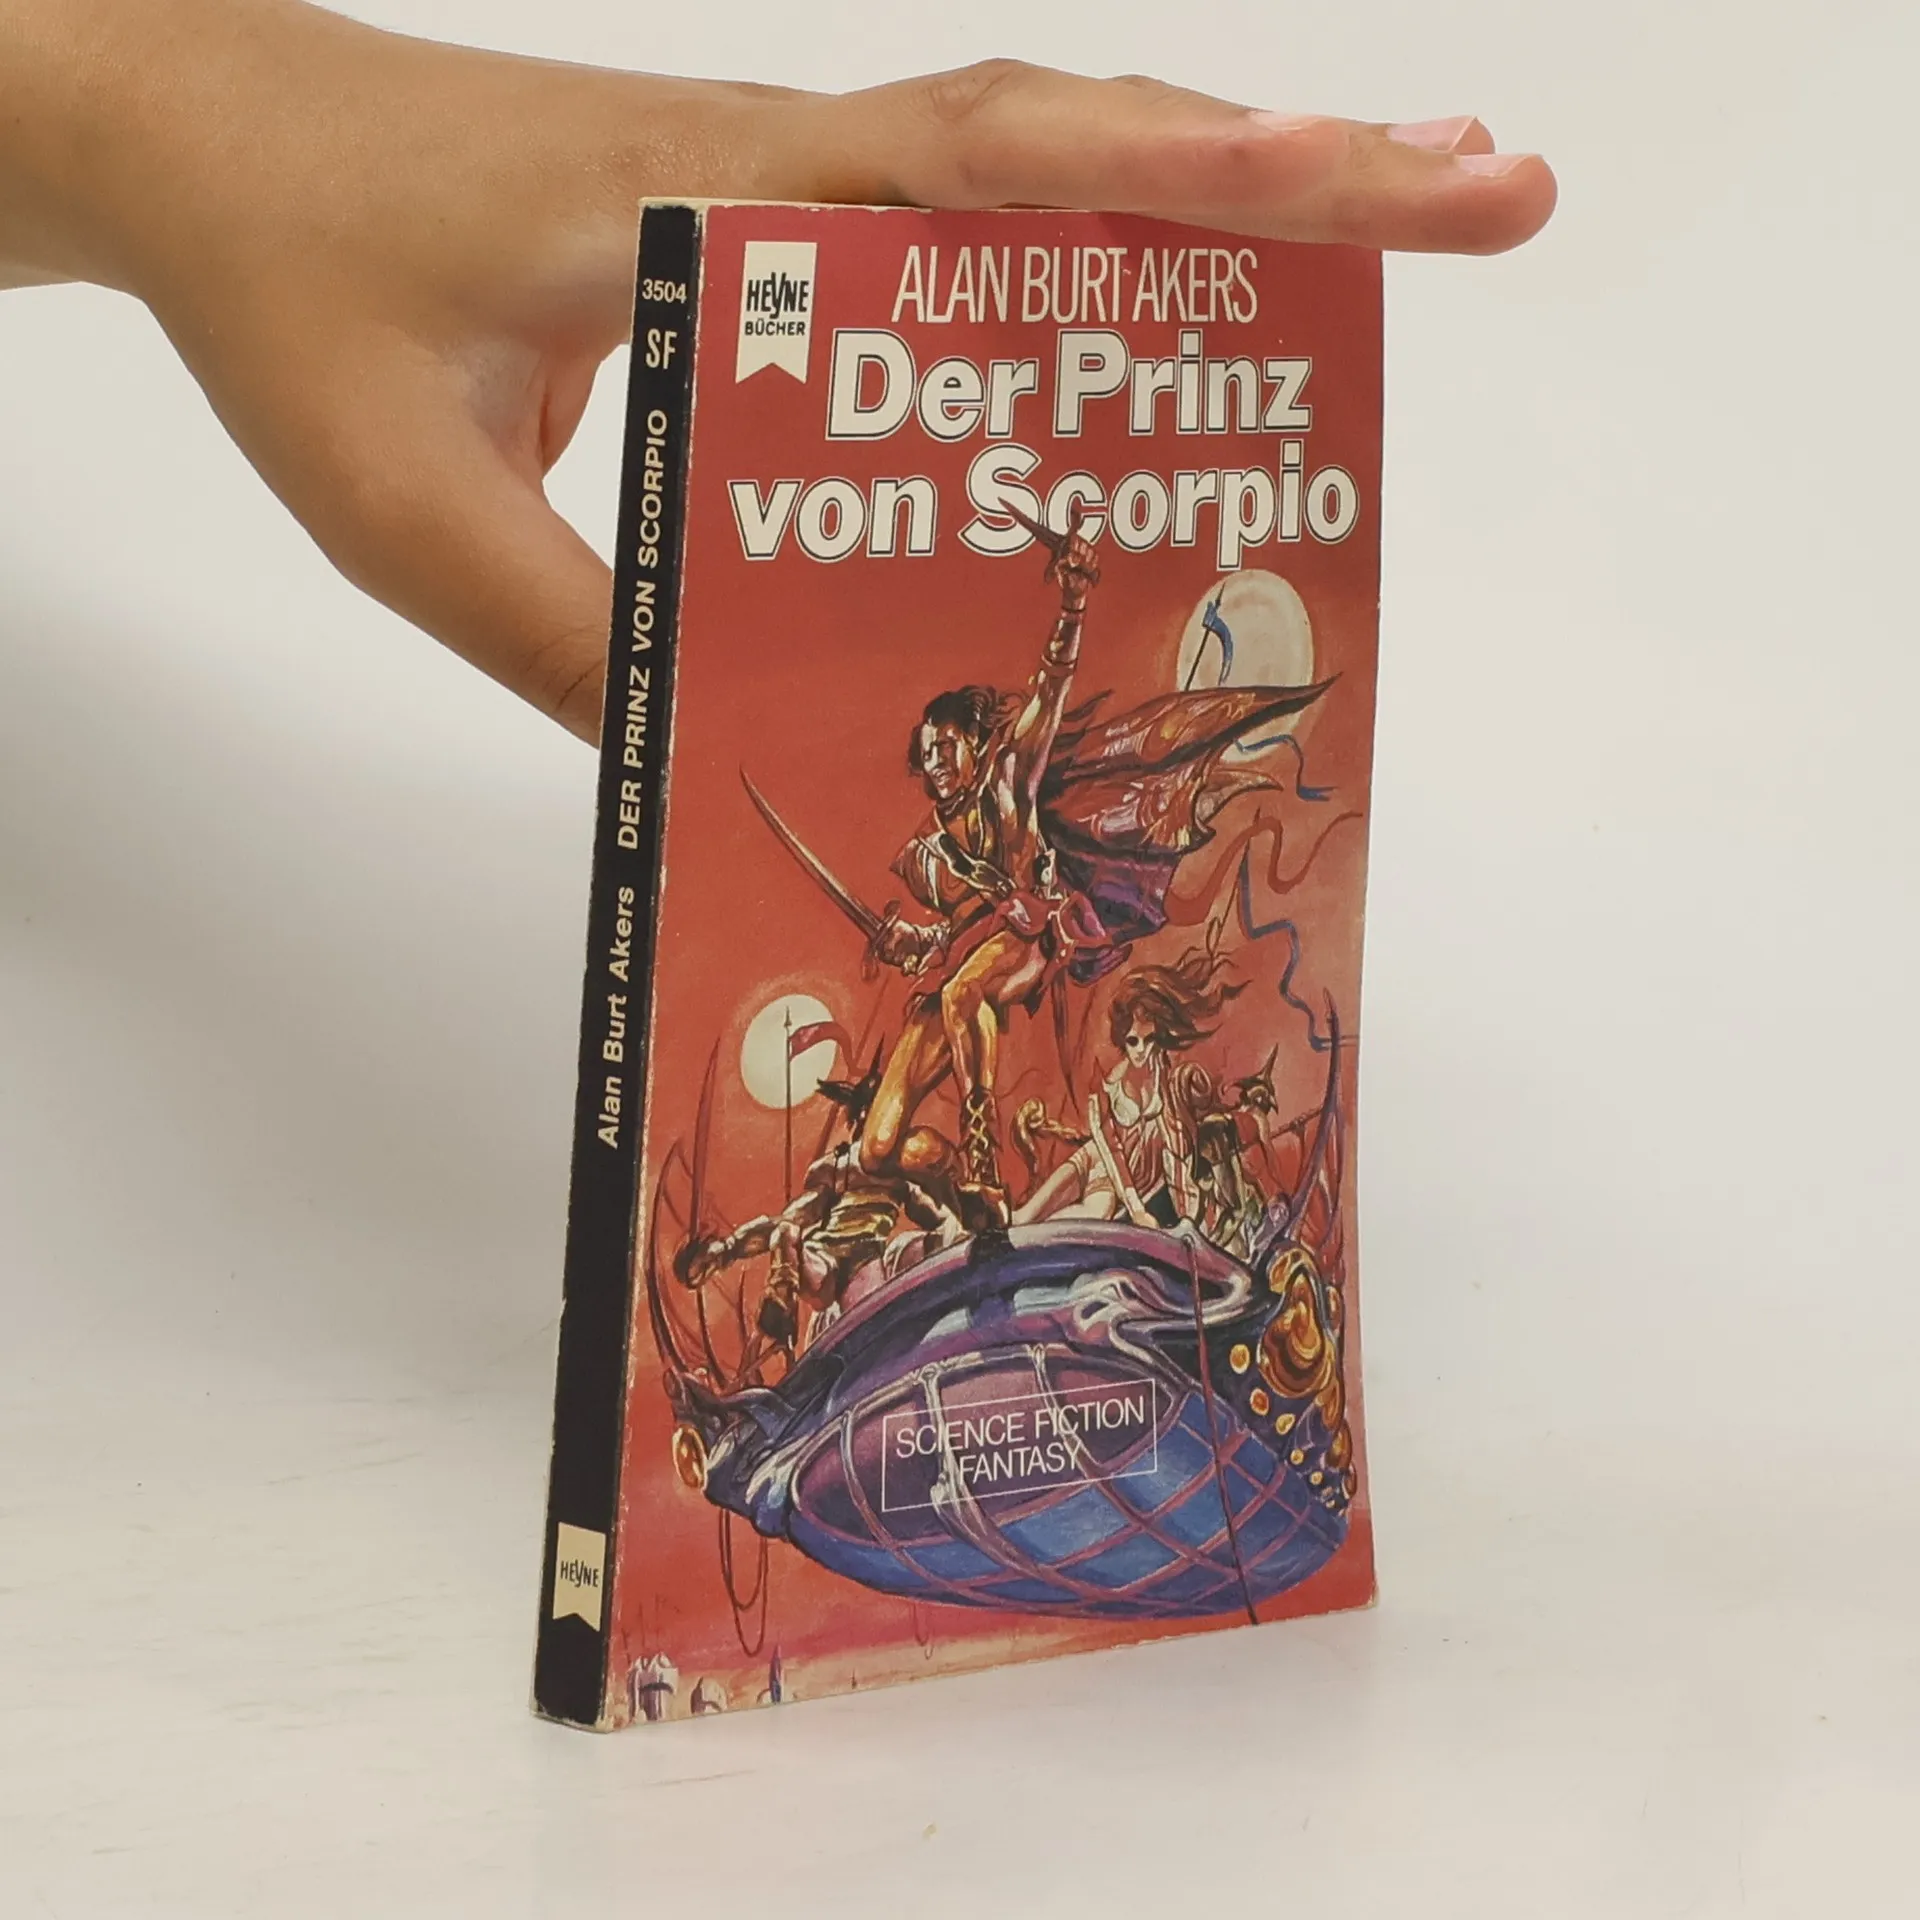 3504
SF
Alan Burt Akers DER PRINZ VON SCORPIO
HEYNE
HEYNE
BÜCHER
ALAN BURT AKERS
Der Prinz
von Scorpio
SCIENCE FICTION
FANTASY